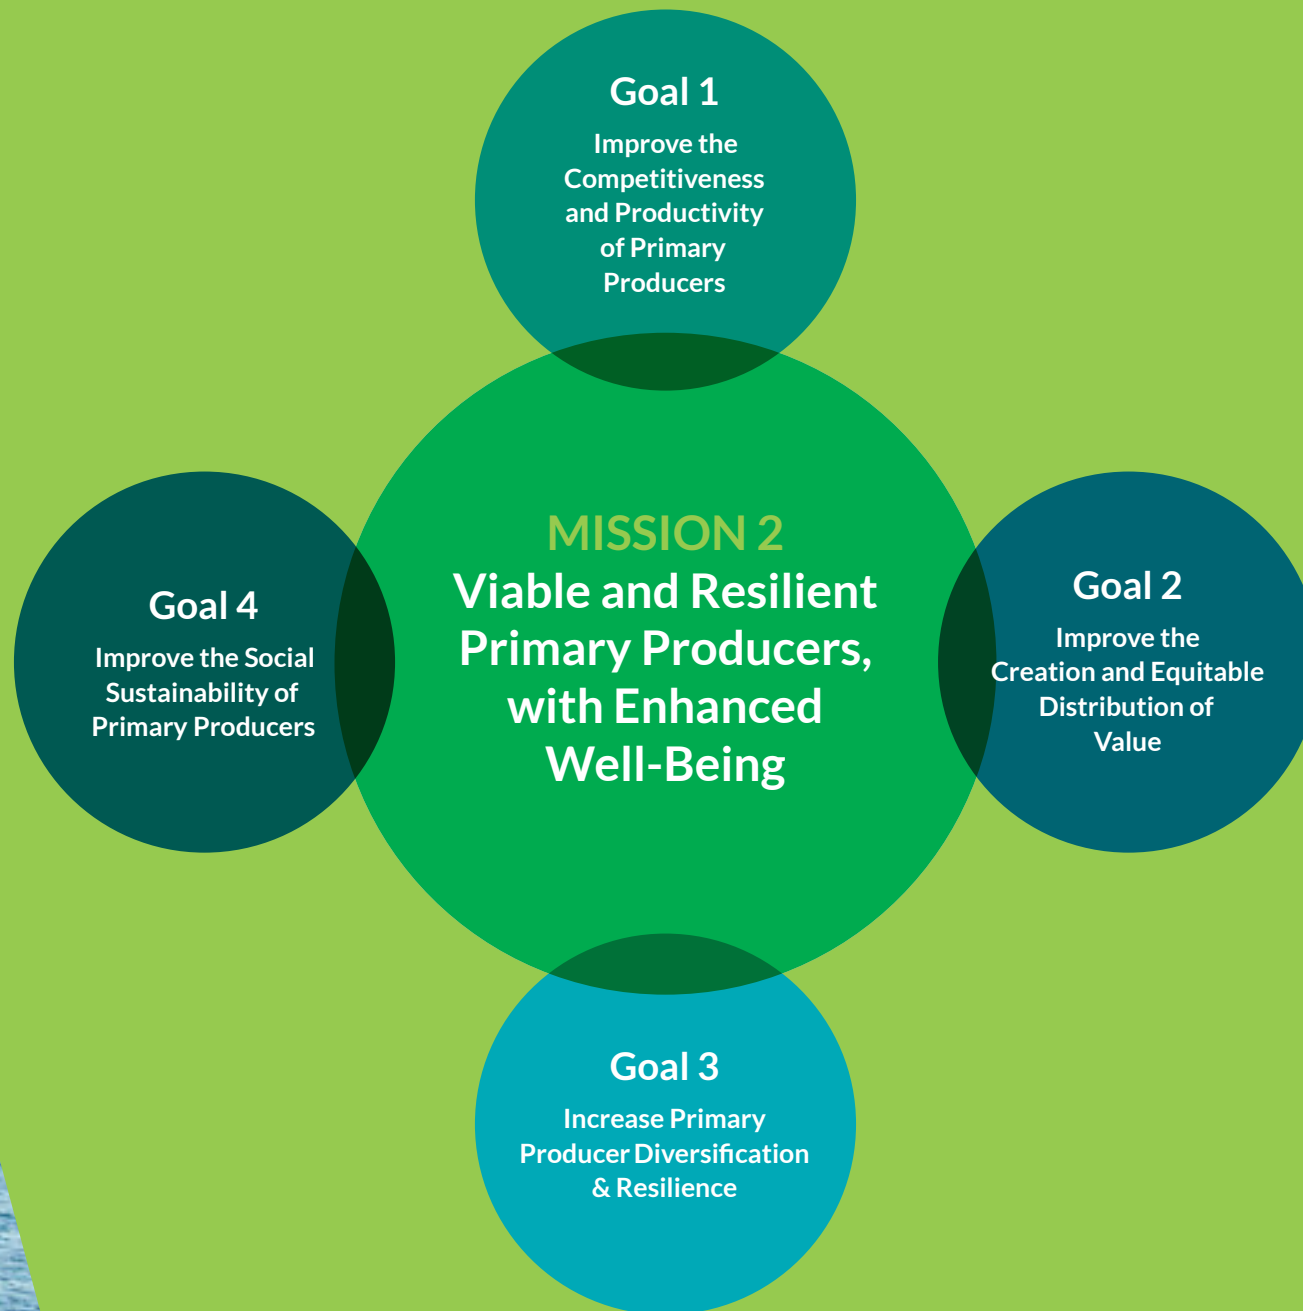 Goal 1
Improve the
Competitiveness
and Productivity
of Primary
Producers
MISSION 2
Viable and Resilient
Primary Producers,
with Enhanced
Well-Being
Goal 2
Improve the
Creation and Equitable
Distribution of
Value
Goal 3
Increase Primary
Producer Diversification
& Resilience
Goal 4
Improve the Social
Sustainability of
Primary Producers